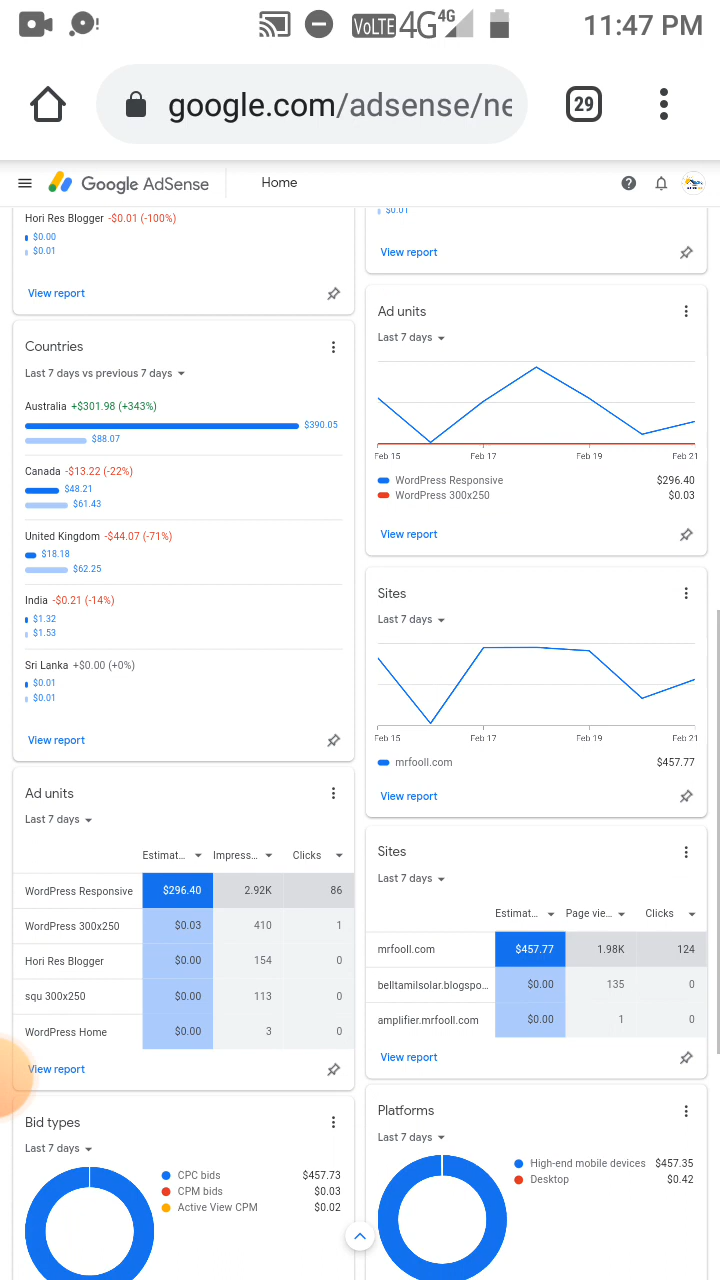 VoLTE 4G 4G 11:47 PM
google.com/adsense/ne
29
Google AdSense Home
Hori Res Blogger -$0.01 (-100%)
$0.00
$0.01
View report
Countries
Last 7 days vs previous 7 days
Australia +$301.98 (+343%)
$390.05
$88.07
Canada -$13.22 (-22%)
$48.21
$61.43
United Kingdom -$44.07 (-71%)
$18.18
$62.25
India -$0.21 (-14%)
$1.32
$1.53
Sri Lanka +$0.00 (+0%)
$0.01
$0.01
View report
Ad units
Last 7 days
Estimat... Impress... Clicks
WordPress Responsive $296.40 2.92K 86
WordPress 300x250 $0.03 410 1
Hori Res Blogger $0.00 154 0
squ 300x250 $0.00 113 0
WordPress Home $0.00 3 0
View report
Bid types
Last 7 days
CPC bids $457.73
CPM bids $0.03
Active View CPM $0.02
$0.01
View report
Ad units
Last 7 days
Feb 15 Feb 17 Feb 19 Feb 21
WordPress Responsive $296.40
WordPress 300x250 $0.03
View report
Sites
Last 7 days
Feb 15 Feb 17 Feb 19 Feb 21
mrfooll.com $457.77
View report
Sites
Last 7 days
Estimat... Page vie... Clicks
mrfooll.com $457.77 1.98K 124
belltamilsolar.blogspo... $0.00 135 0
amplifier.mrfooll.com $0.00 1 0
View report
Platforms
Last 7 days
High-end mobile devices $457.35
Desktop $0.42